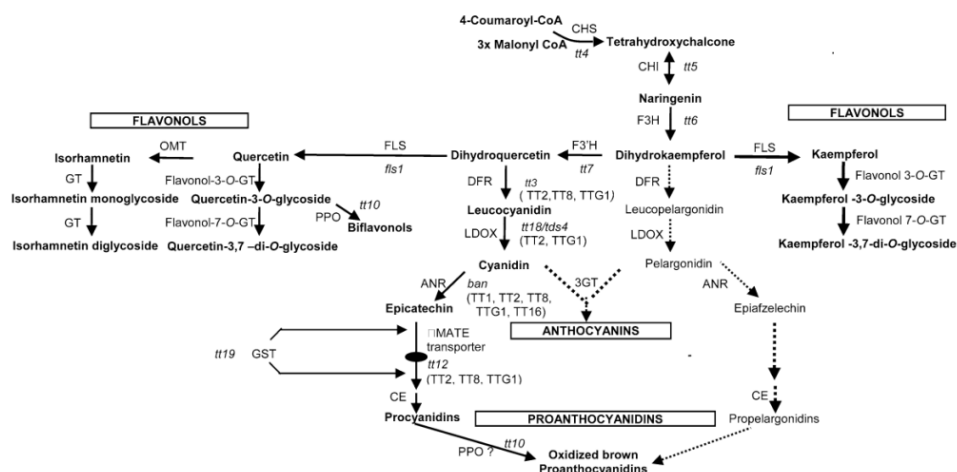 4-Coumaroyl-CoA
CHS
3x Malonyl CoA
tt4
Tetrahydroxychalcone
CHI
tt5
Naringenin
FLAVONOLS
FLAVONOLS
F3H
tt6
OMT
Isorhamnetin
Quercetin
FLS
fls1
Dihydroquercetin
F3'H
tt7
Dihydrokaempferol
FLS
fls1
Kaempferol
GT
Flavonol-3-O-GT
DFR
tt3
( TT2,TT8, TTG1)
DFR
Flavonol 3-O-GT
Isorhamnetin monoglycoside
Quercetin-3-O-glycoside
Leucocyanidin
Leucopelargonidin
Kaempferol -3-O-glycoside
GT
Flavonol-7-O-GT
PPO
tt10
Biflavonols
LDOX
tt18/tds4
(TT2, TTG1)
LDOX
Flavonol 7-O-GT
Isorhamnetin diglycoside
Quercetin-3,7 –di-O-glycoside
Cyanidin
Pelargonidin
Kaempferol -3,7-di-O-glycoside
ANR
ban
(TT1, TT2, TT8,
TTG1, TT16)
3GT
ANR
Epicatechin
Epiafzelechin
ANTHOCYANINS
tt19
GST
□MATE
transporter
tt12
(TT2, TT8, TTG1)
CE
CE
Procyanidins
PROANTHOCYANIDINS
Propelargonidins
PPO ?
tt10
Oxidized brown
Proanthocyanidins